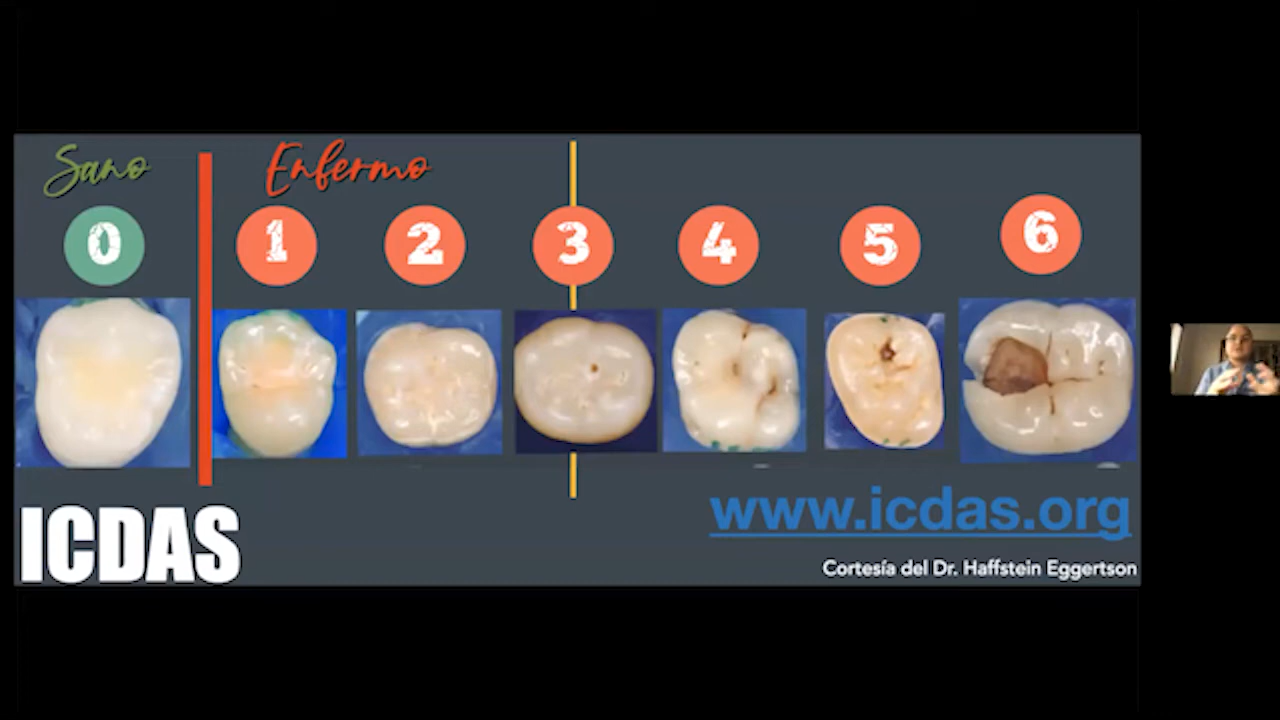 Sano
Enfermo
0
1
2
3
4
5
6
ICDAS
www.icdas.org
Cortesía del Dr. Haffstein Eggertson